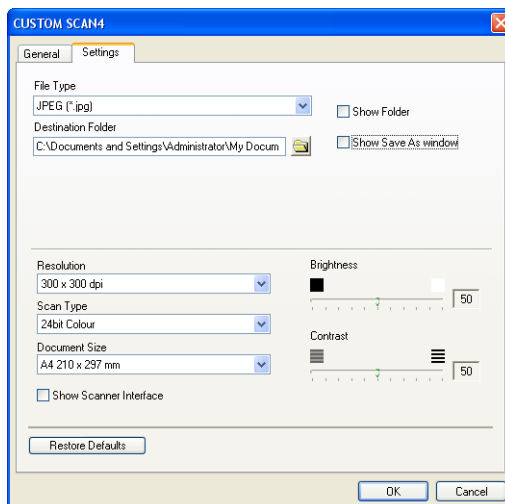 CUSTOM SCAN4
General
Settings
File Type
JPEG (*.jpg)
Show Folder
Destination Folder
C:\Documents and Settings\Administrator\My Docum
Show Save As window
Resolution
300 x 300 dpi
Brightness
50
Scan Type
24bit Colour
Document Size
Contrast
A4 210 x 297 mm
50
Show Scanner Interface
Restore Defaults
OK
Cancel